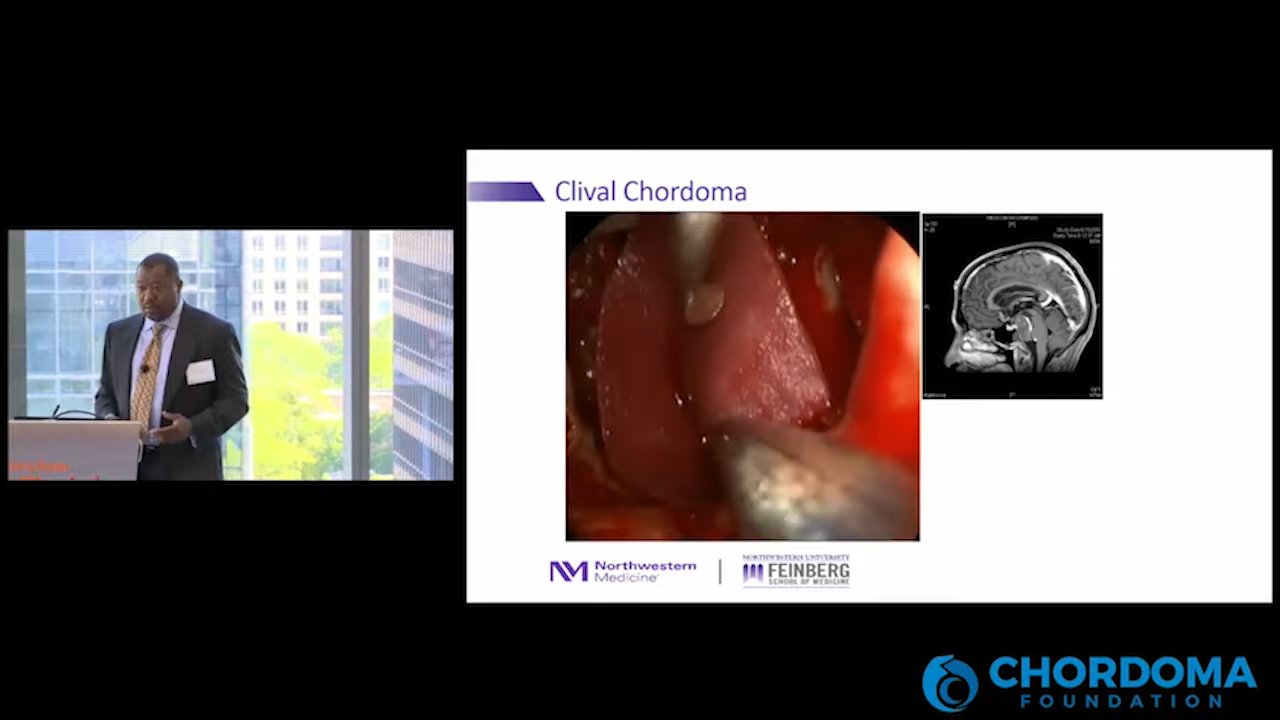 Clival Chordoma
Northwestern
Medicine
NORTHWESTERN UNIVERSITY
FEINBERG
SCHOOL OF MEDICINE
CHORDOMA
FOUNDATION